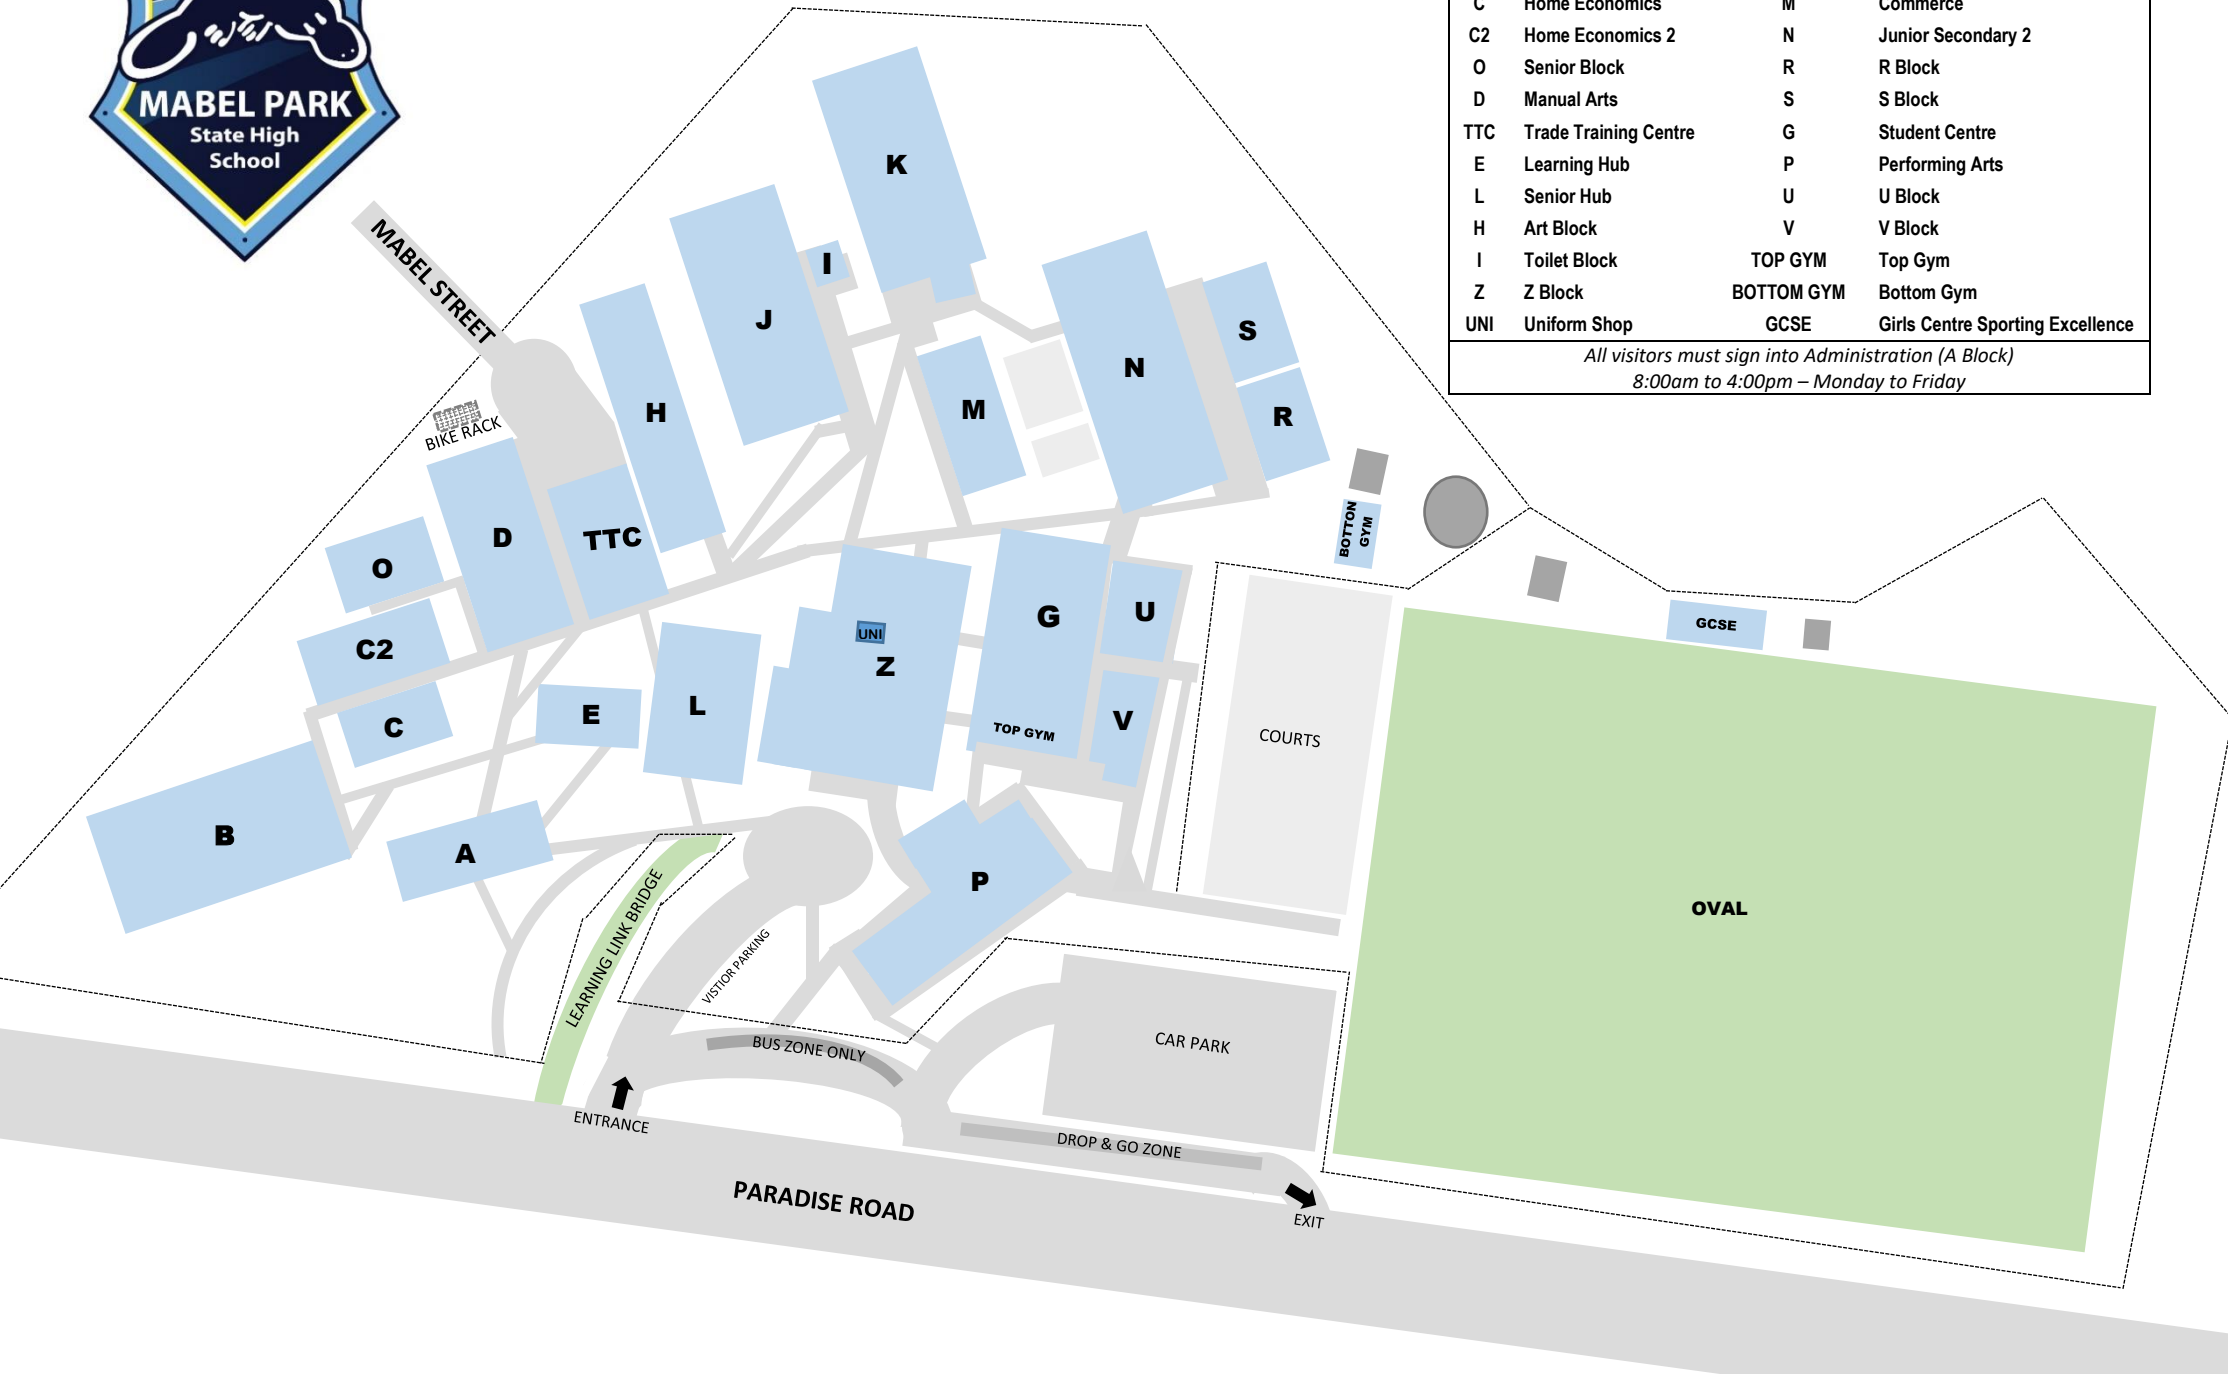 MABEL PARK
State High
School
C Home Economics M Commerce
C2 Home Economics 2 N Junior Secondary 2
O Senior Block R R Block
D Manual Arts S S Block
TTC Trade Training Centre G Student Centre
E Learning Hub P Performing Arts
L Senior Hub U U Block
H Art Block V V Block
I Toilet Block TOP GYM Top Gym
Z Z Block BOTTOM GYM Bottom Gym
UNI Uniform Shop GCSE Girls Centre Sporting Excellence
All visitors must sign into Administration (A Block)
8:00am to 4:00pm – Monday to Friday
MABEL STREET
BIKE RACK
K
I
J
H
M
N
S
R
BOTTON
GYM
O
D
TTC
C2
C
E
L
UNI
Z
G
TOP GYM
U
V
COURTS
GCSE
OVAL
B
A
P
LEARNING LINK BRIDGE
VISTIOR PARKING
BUS ZONE ONLY
CAR PARK
ENTRANCE
DROP & GO ZONE
EXIT
PARADISE ROAD